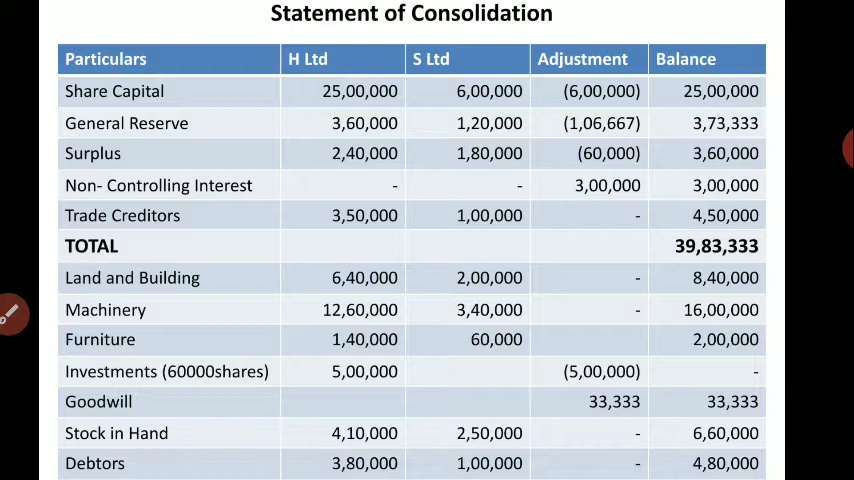 Statement of Consolidation
Particulars H Ltd S Ltd Adjustment Balance
Share Capital 25,00,000 6,00,000 (6,00,000) 25,00,000
General Reserve 3,60,000 1,20,000 (1,06,667) 3,73,333
Surplus 2,40,000 1,80,000 (60,000) 3,60,000
Non- Controlling Interest - - 3,00,000 3,00,000
Trade Creditors 3,50,000 1,00,000 - 4,50,000
TOTAL 39,83,333
Land and Building 6,40,000 2,00,000 - 8,40,000
Machinery 12,60,000 3,40,000 - 16,00,000
Furniture 1,40,000 60,000 2,00,000
Investments (60000shares) 5,00,000 (5,00,000) -
Goodwill 33,333 33,333
Stock in Hand 4,10,000 2,50,000 - 6,60,000
Debtors 3,80,000 1,00,000 - 4,80,000